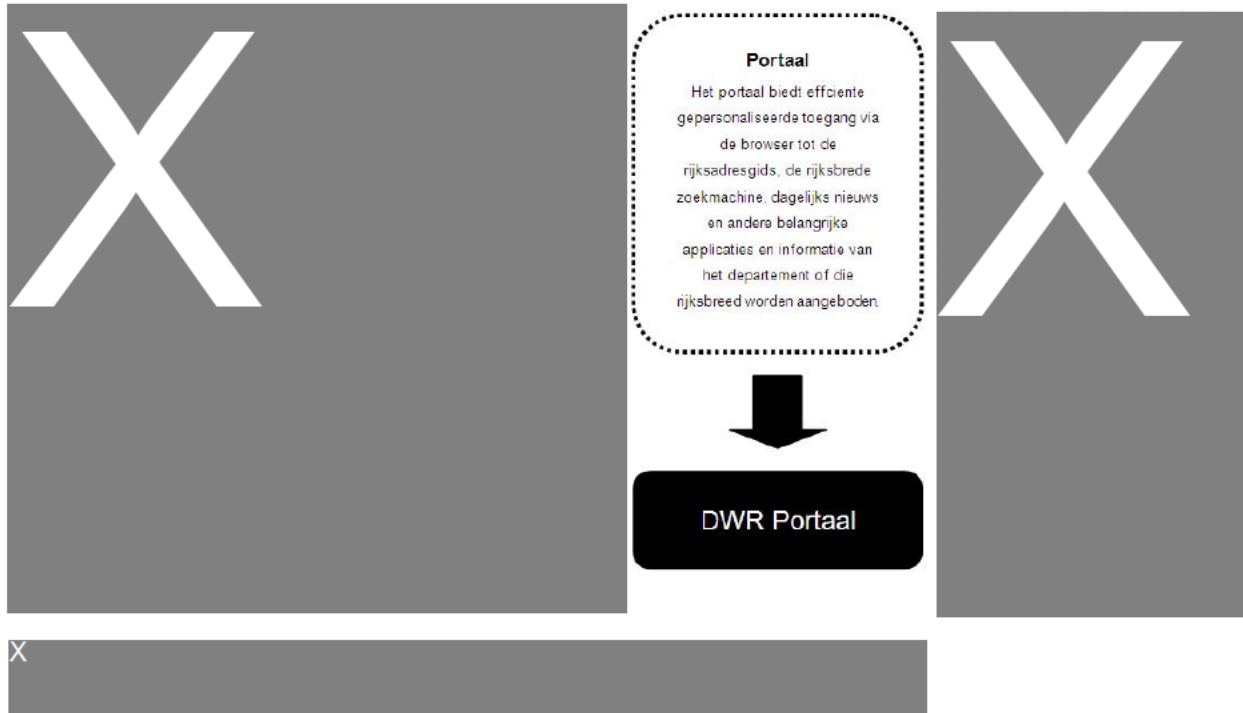 X
Portaal
Het portaal biedt effciente
gepersonaliseerde toegang via
de browser tot de
rijksadresgids, de rijksbrede
zoekmachine, dagelijks nieuws
en andere belangrijke
applicaties en informatie van
het departement of die
rijksbreed worden aangeboden.
DWR Portaal
X
X